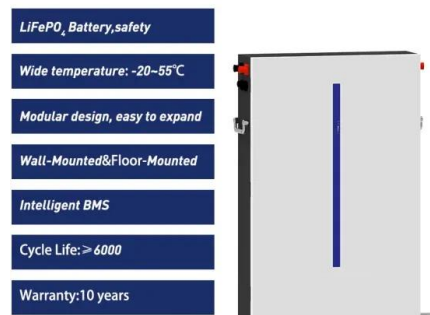 LiFePO₄ Battery,safety
Wide temperature: -20~55℃
Modular design, easy to expand
Wall-Mounted&Floor-Mounted
Intelligent BMS
Cycle Life:≥6000
Warranty:10 years